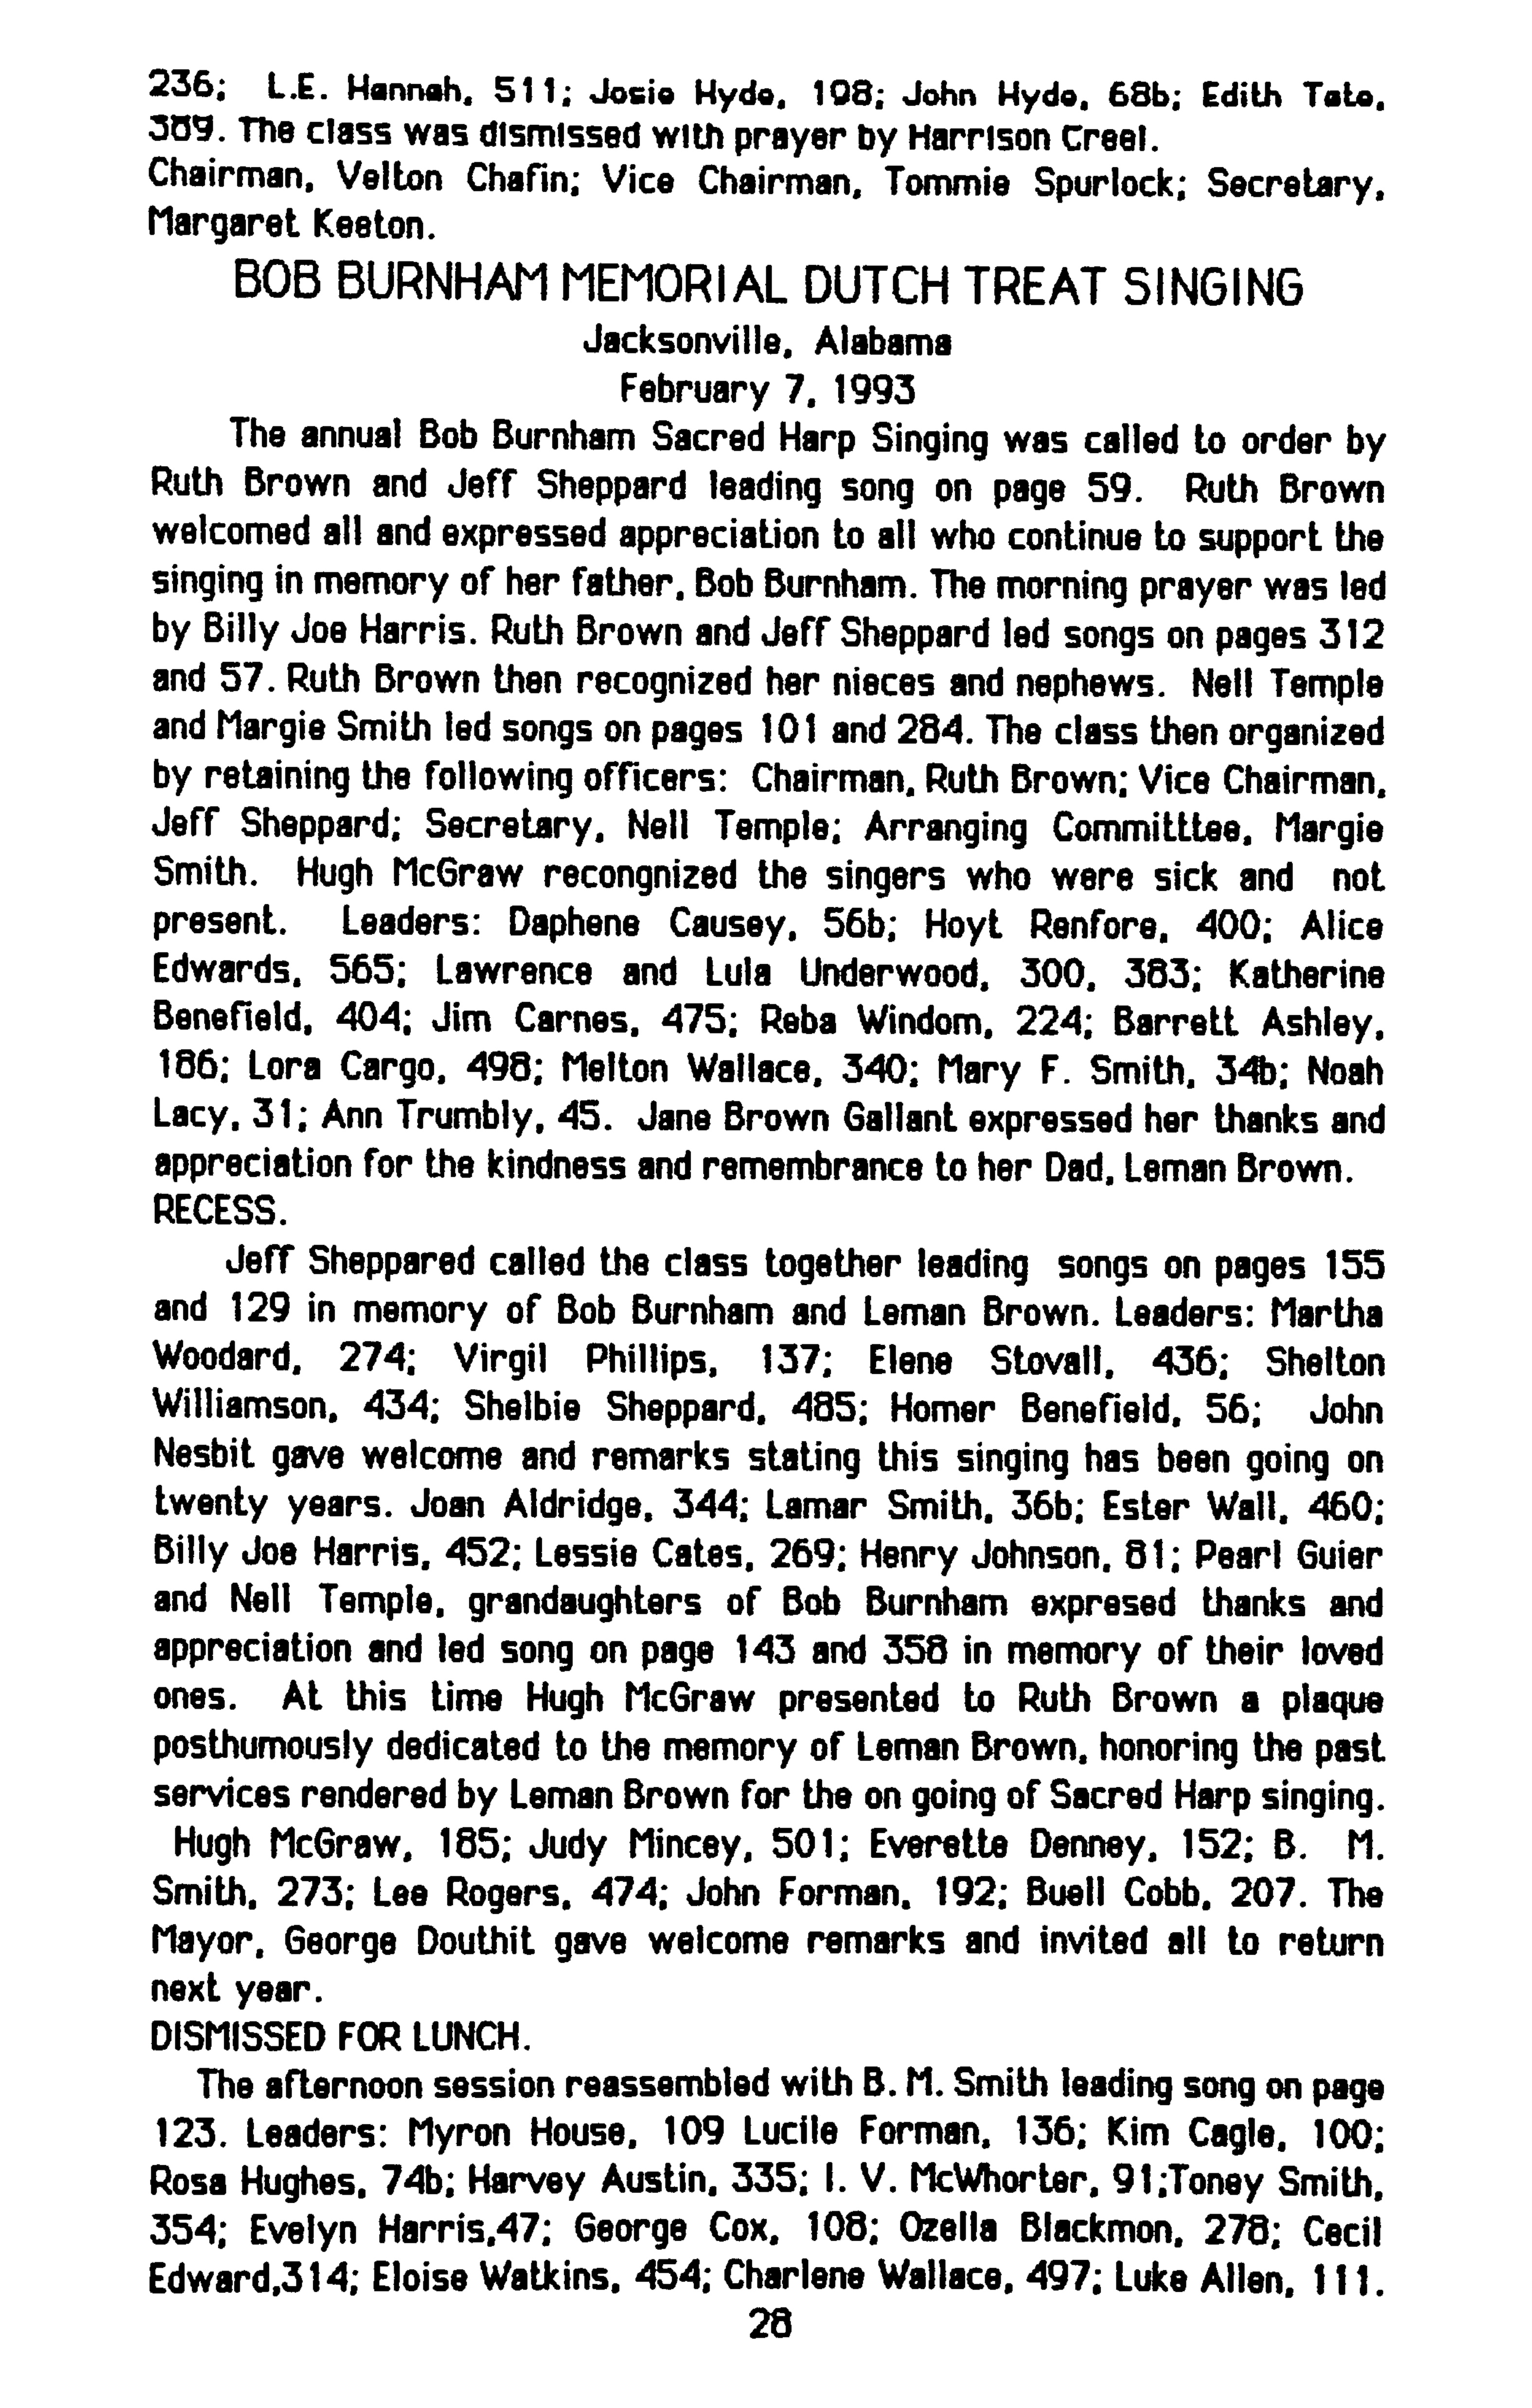 236; L.E. Hannah, 511; Josie Hyde, 198; John Hyde, 68b; Edith Tate,
389. The class was dismissed with prayer by Harrison Creel.
Chairman, Velton Chafin; Vice Chairman, Tommie Spurlock; Secretary,
Margaret Keeton.
BOB BURNHAM MEMORIAL DUTCH TREAT SINGING
Jacksonville, Alabama
February 7, 1993
The annual Bob Burnham Sacred Harp Singing was called to order by
Ruth Brown and Jeff Sheppard leading song on page 59. Ruth Brown
welcomed all and expressed appreciation to all who continue to support the
singing in memory of her father, Bob Burnham. The morning prayer was led
by Billy Joe Harris. Ruth Brown and Jeff Sheppard led songs on pages 312
and 57. Ruth Brown then recognized her nieces and nephews. Nell Temple
and Margie Smith led songs on pages 101 and 284. The class then organized
by retaining the following officers: Chairman, Ruth Brown; Vice Chairman,
Jeff Sheppard; Secretary, Nell Temple; Arranging Committtee, Margie
Smith. Hugh McGraw recongnized the singers who were sick and not
present. Leaders: Daphene Causey, 56b; Hoyt Renfore, 400; Alice
Edwards, 565; Lawrence and Lula Underwood, 300, 383; Katherine
Benefield, 404; Jim Carnes, 475; Reba Windom, 224; Barrett Ashley,
186; Lora Cargo, 498; Melton Wallace, 340; Mary F. Smith, 34b; Noah
Lacy, 31; Ann Trumbly, 45. Jane Brown Gallant expressed her thanks and
appreciation for the kindness and remembrance to her Dad, Leman Brown.
RECESS.
Jeff Sheppared called the class together leading songs on pages 155
and 129 in memory of Bob Burnham and Leman Brown. Leaders: Martha
Woodard, 274; Virgil Phillips, 137; Elene Stovall, 436; Shelton
Williamson, 434; Shelbie Sheppard, 485; Homer Benefield, 56; John
Nesbit gave welcome and remarks stating this singing has been going on
twenty years. Joan Aldridge, 344; Lamar Smith, 36b; Ester Wall, 460;
Billy Joe Harris, 452; Lessie Cates, 269; Henry Johnson, 81; Pearl Guier
and Nell Temple, grandaughters of Bob Burnham expresed thanks and
appreciation and led song on page 143 and 358 in memory of their loved
ones. At this time Hugh McGraw presented to Ruth Brown a plaque
posthumously dedicated to the memory of Leman Brown, honoring the past
services rendered by Leman Brown for the on going of Sacred Harp singing.
Hugh McGraw, 185; Judy Mincey, 501; Everette Denney, 152; B. M.
Smith, 273; Lee Rogers, 474; John Forman, 192; Buell Cobb, 207. The
Mayor, George Douthit gave welcome remarks and invited all to return
next year.
DISMISSED FOR LUNCH.
The afternoon session reassembled with B. M. Smith leading song on page
123. Leaders: Myron House, 109 Lucile Forman, 136; Kim Cagle, 100;
Rosa Hughes, 74b; Harvey Austin, 335; I. V. McWhorter, 91;Toney Smith,
354; Evelyn Harris,47; George Cox, 108; Ozella Blackmon, 278; Cecil
Edward,314; Eloise Watkins, 454; Charlene Wallace, 497; Luke Allen, 111.
28